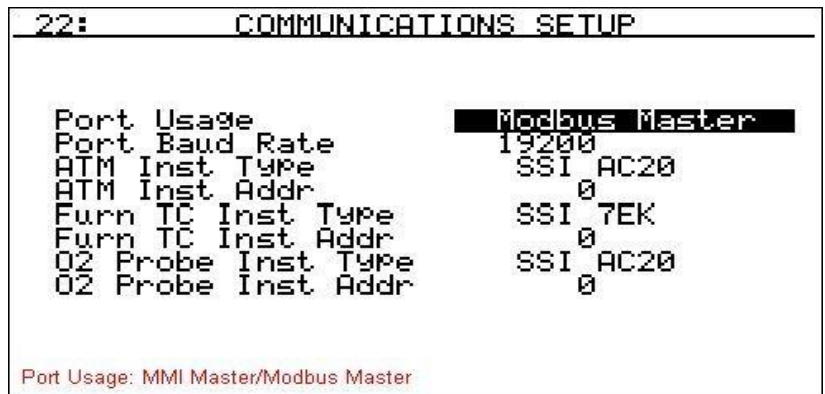 22: COMMUNICATIONS SETUP
Port Usage Modbus Master
Port Baud Rate 19200
ATM Inst Type SSI AC20
ATM Inst Addr 0
Furn TC Inst Type SSI 7EK
Furn TC Inst Addr 0
O2 Probe Inst Type SSI AC20
O2 Probe Inst Addr 0
Port Usage: MMI Master/Modbus Master